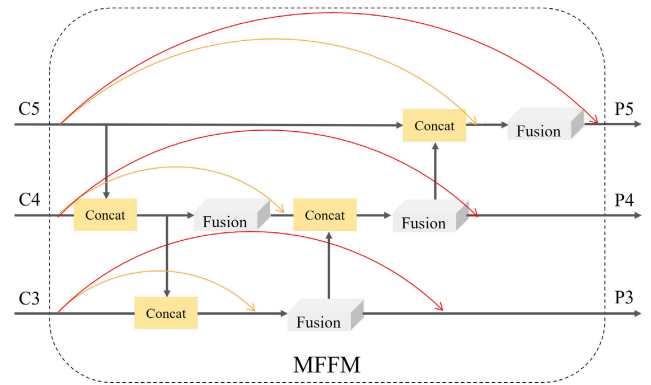 C5
Concat
Fusion
P5
C4
Concat
Fusion
Concat
Fusion
P4
C3
Concat
Fusion
P3
MFFM